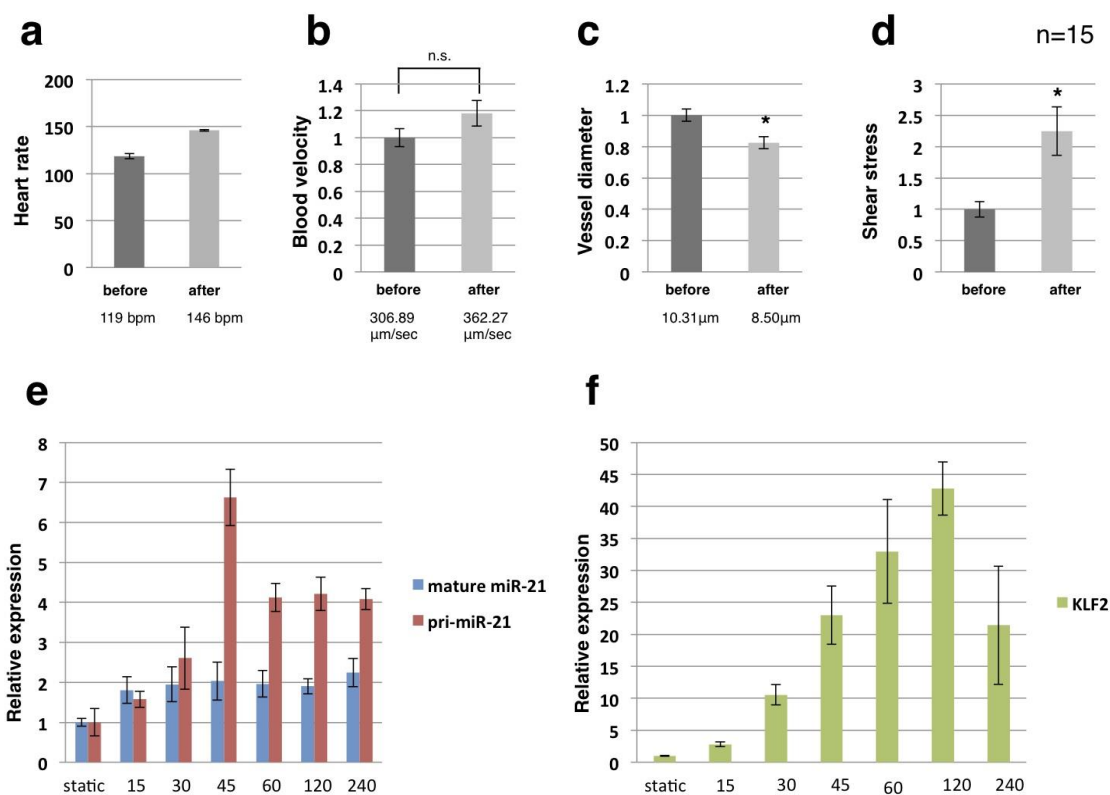 a
b
c
d
n=15
Heart rate
200
150
100
50
0
before
after
119 bpm
146 bpm
n.s.
Blood velocity
1.4
1.2
1
0.8
0.6
0.4
0.2
0
before
after
306.89
µm/sec
362.27
µm/sec
Vessel diameter
1.2
1
0.8
0.6
0.4
0.2
0
*
before
after
10.31µm
8.50µm
Shear stress
3
2.5
2
1.5
1
0.5
0
*
before
after
e
Relative expression
8
7
6
5
4
3
2
1
0
static 15 30 45 60 120 240
mature miR-21
pri-miR-21
f
Relative expression
50
45
40
35
30
25
20
15
10
5
0
static 15 30 45 60 120 240
KLF2